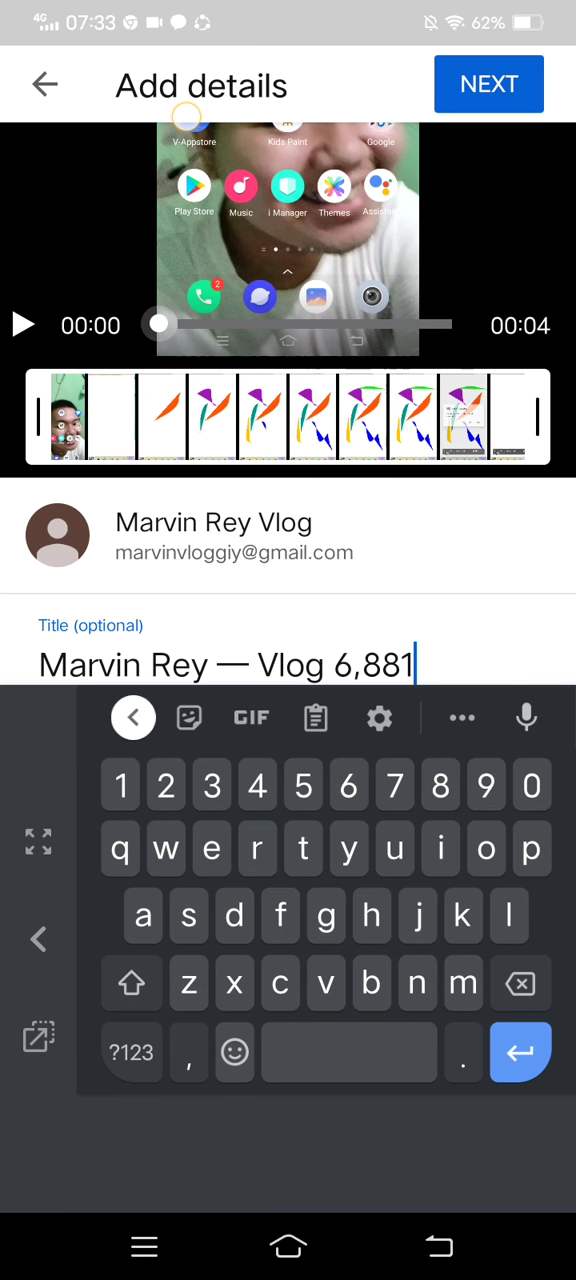 4G 07:33 62%
Add details NEXT
V-Appstore Kids Paint Google
Play Store Music i Manager Themes
2
00:00 00:04
Marvin Rey Vlog
marvinvloggiy@gmail.com
Title (optional)
Marvin Rey — Vlog 6,881
GIF
1 2 3 4 5 6 7 8 9 0
q w e r t y u i o p
a s d f g h j k l
z x c v b n m
?123 , .